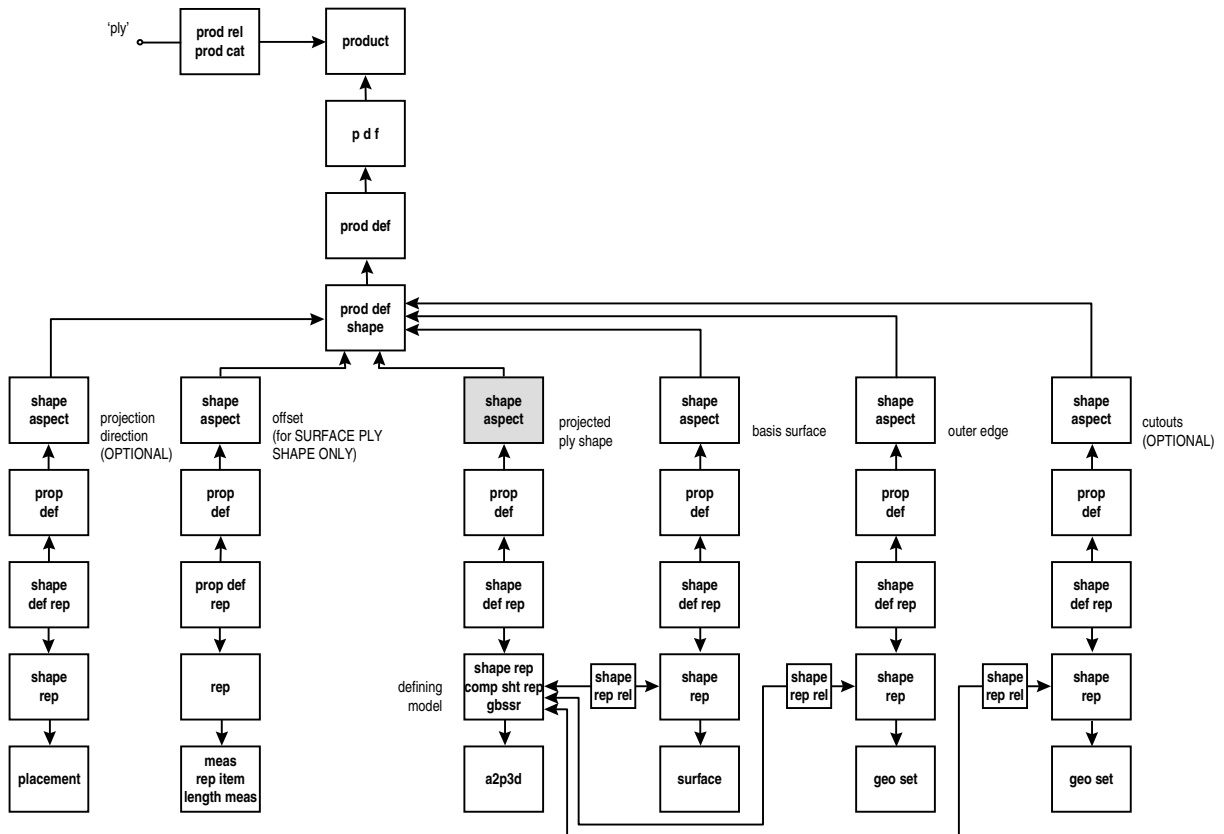 ‘ply’
prod rel
prod cat
product
p d f
prod def
prod def
shape
shape
aspect
projection
direction
(OPTIONAL)
shape
aspect
offset
(for SURFACE PLY
SHAPE ONLY)
shape
aspect
projected
ply shape
shape
aspect
basis surface
shape
aspect
outer edge
shape
aspect
cutouts
(OPTIONAL)
prop
def
prop
def
prop
def
prop
def
prop
def
prop
def
shape
def rep
prop def
rep
shape
def rep
shape
def rep
shape
def rep
shape
def rep
shape
rep
rep
defining
model
shape rep
comp sht rep
gbssr
shape
rep rel
shape
rep
shape
rep rel
shape
rep
shape
rep rel
shape
rep
placement
meas
rep item
length meas
a2p3d
surface
geo set
geo set